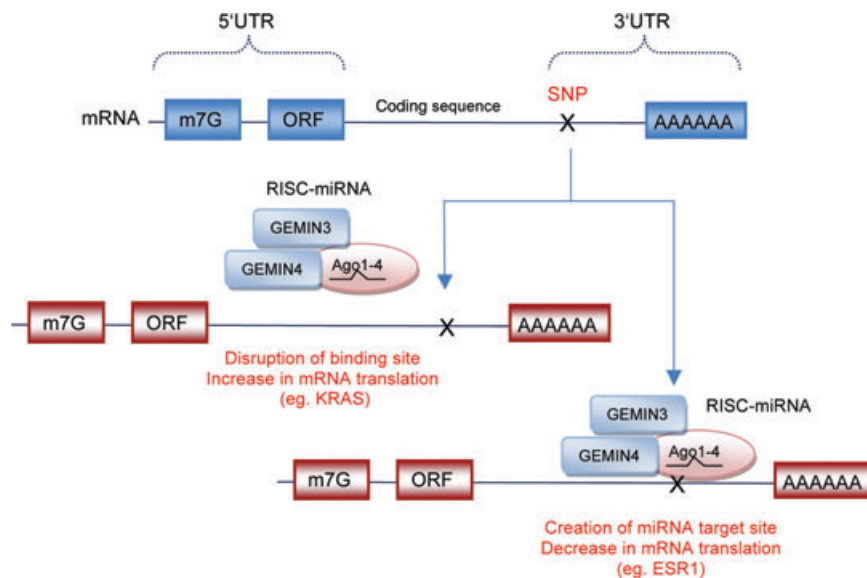 5'UTR
3'UTR
SNP
mRNA
m7G
ORF
Coding sequence
X
AAAAAA
RISC-miRNA
GEMIN3
GEMIN4
Ago1-4
m7G
ORF
X
AAAAAA
Disruption of binding site
Increase in mRNA translation
(eg. KRAS)
GEMIN3
RISC-miRNA
GEMIN4
Ago1-4
m7G
ORF
X
AAAAAA
Creation of miRNA target site
Decrease in mRNA translation
(eg. ESR1)